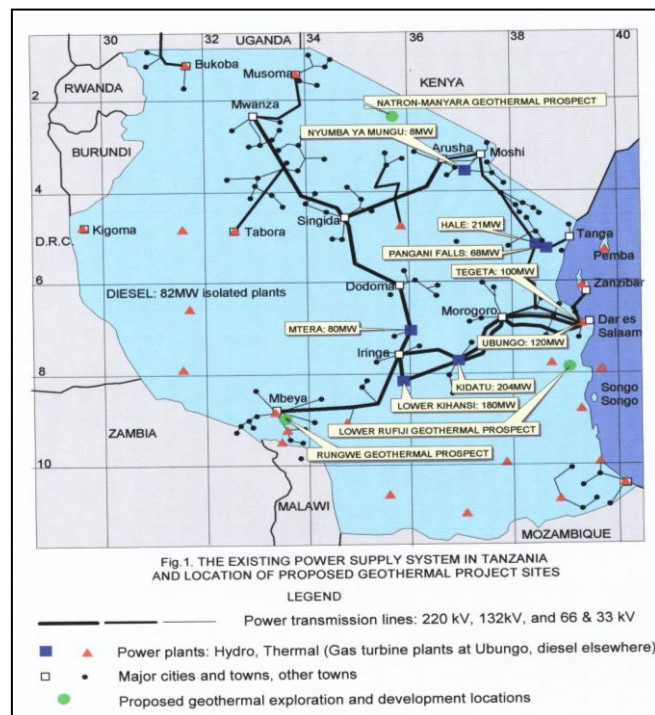 30 32 34 36 38 40
UGANDA
Bukoba
Musoma
RWANDA
KENYA
NATRON-MANYARA GEOTHERMAL PROSPECT
2
Mwanza
NYUMBA YA MUNGU: 8MW
BURUNDI
Arusha
Moshi
4
Singida
HALE: 21MW
Kigoma
Tabora
Tanga
D.R.C.
PANGANI FALLS: 68MW
Pemba
TEGETA: 100MW
6
DIESEL: 82MW isolated plants
Dodoma
Zanzibar
Morogoro
Dar es
Salaam
MTERA: 80MW
UBUNGO: 120MW
Iringa
8
KIDATU: 204MW
Songo
Songo
Mbeya
LOWER KIHANSI: 180MW
ZAMBIA
LOWER RUFIJI GEOTHERMAL PROSPECT
RUNGWE GEOTHERMAL PROSPECT
10
MALAWI
MOZAMBIQUE
Fig.1. THE EXISTING POWER SUPPLY SYSTEM IN TANZANIA
AND LOCATION OF PROPOSED GEOTHERMAL PROJECT SITES
LEGEND
Power transmission lines: 220 kV, 132kV, and 66 & 33 kV
Power plants: Hydro, Thermal (Gas turbine plants at Ubungo, diesel elsewhere)
Major cities and towns, other towns
Proposed geothermal exploration and development locations